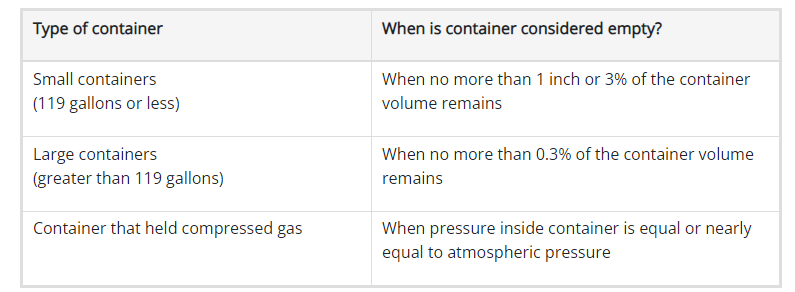 Type of container
When is container considered empty?
Small containers
(119 gallons or less)
When no more than 1 inch or 3% of the container
volume remains
Large containers
(greater than 119 gallons)
When no more than 0.3% of the container volume
remains
Container that held compressed gas
When pressure inside container is equal or nearly
equal to atmospheric pressure